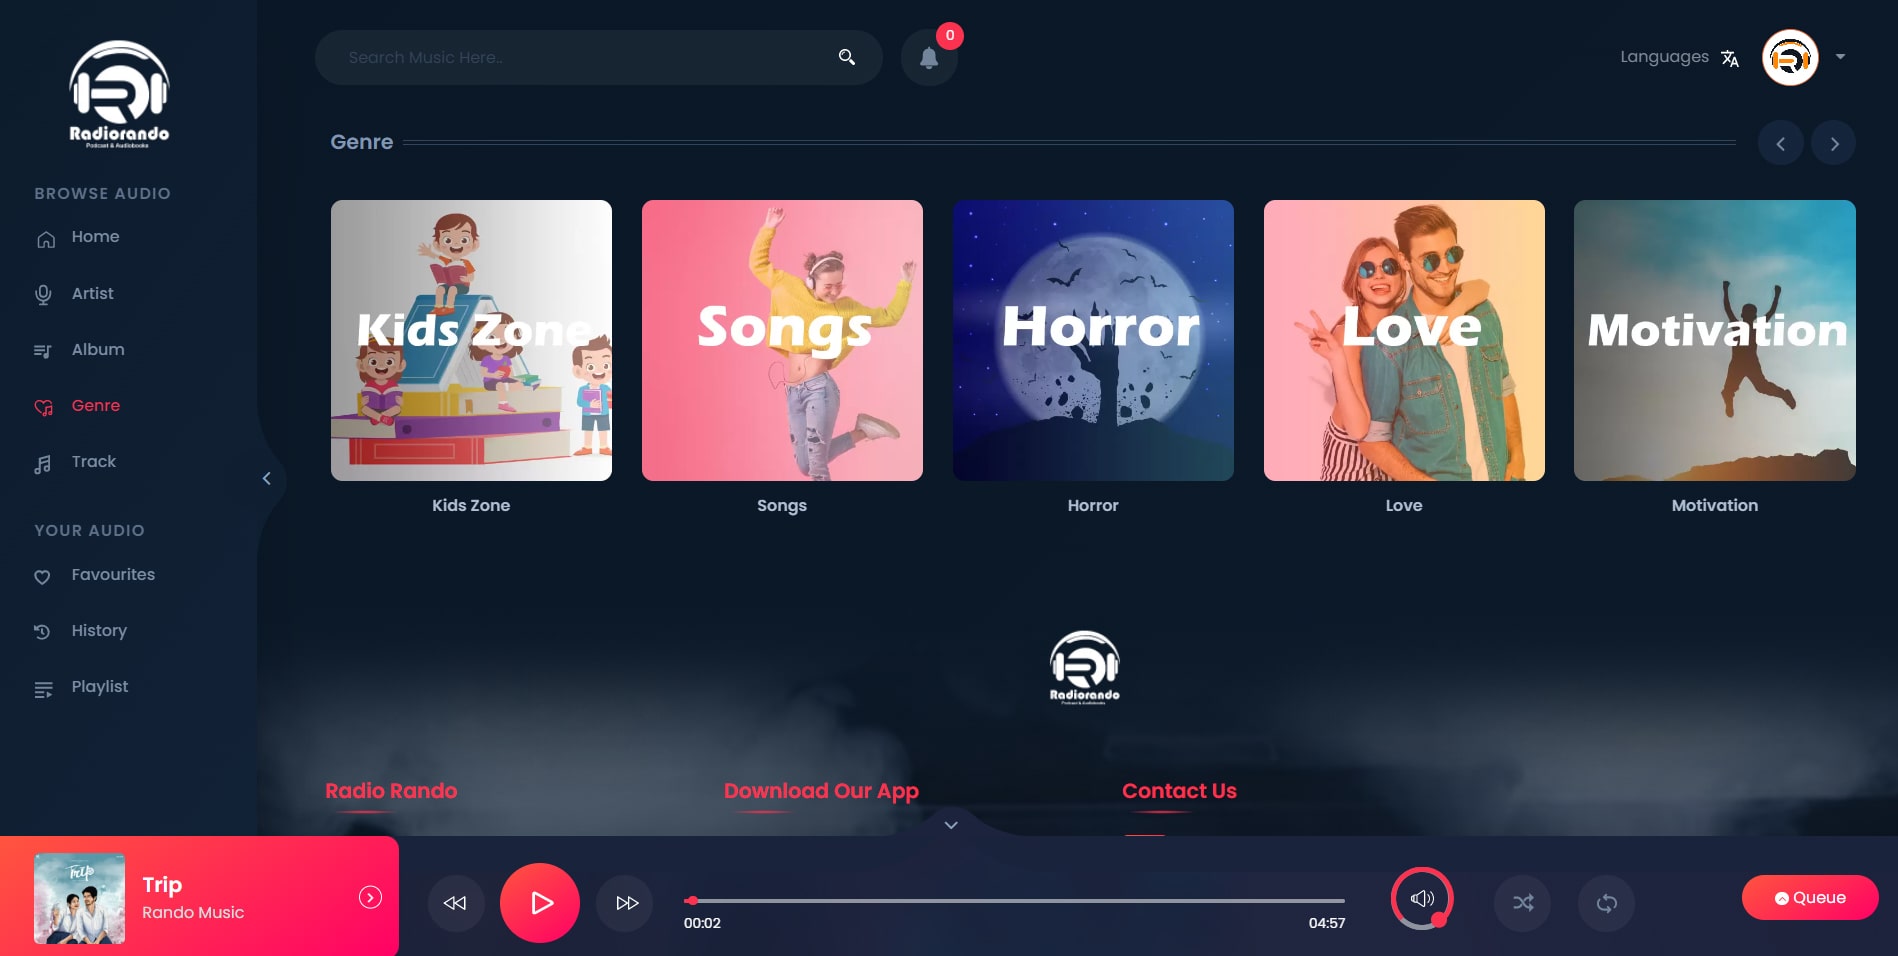 Radiorando
Podcast & Audiobooks
BROWSE AUDIO
Home
Artist
Album
Genre
Track
YOUR AUDIO
Favourites
History
Playlist
Search Music Here..
0
Languages
Genre
Kids Zone
Songs
Horror
Love
Motivation
Kids Zone
Songs
Horror
Love
Motivation
Radiorando
Podcast & Audiobooks
Radio Rando
Download Our App
Contact Us
Trip
Trip
Rando Music
00:02
04:57
Queue